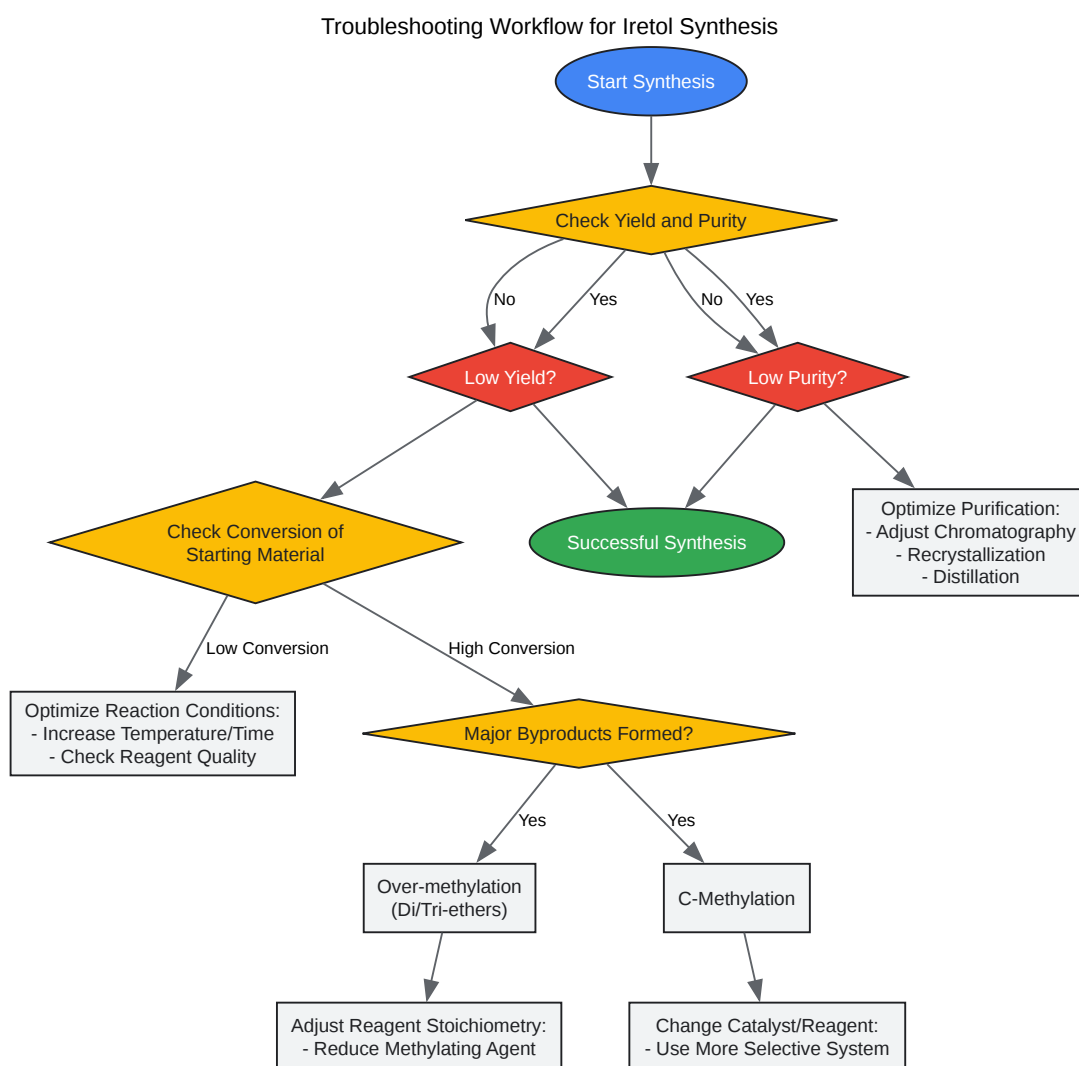 Troubleshooting Workflow for Iretol Synthesis
Start Synthesis
Check Yield and Purity
No
Yes
No
Yes
Low Yield?
Low Purity?
Check Conversion of
Starting Material
Successful Synthesis
Optimize Purification:
- Adjust Chromatography
- Recrystallization
- Distillation
Low Conversion
High Conversion
Optimize Reaction Conditions:
- Increase Temperature/Time
- Check Reagent Quality
Major Byproducts Formed?
Yes
Yes
Over-methylation
(Di/Tri-ethers)
C-Methylation
Adjust Reagent Stoichiometry:
- Reduce Methylating Agent
Change Catalyst/Reagent:
- Use More Selective System